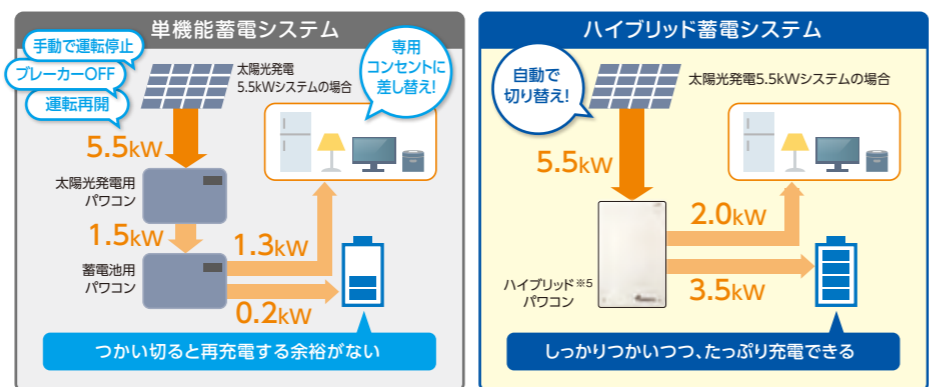 単機能蓄電システム
手動で運転停止
ブレーカーOFF
運転再開
太陽光発電
5.5kWシステムの場合
専用
コンセントに
差し替え!
5.5kW
太陽光発電用
パワコン
1.5kW
1.3kW
蓄電池用
パワコン
0.2kW
つかい切ると再充電する余裕がない
ハイブリッド蓄電システム
自動で
切り替え!
太陽光発電5.5kWシステムの場合
5.5kW
2.0kW
ハイブリッド※5
パワコン
3.5kW
しっかりつかいつつ、たっぷり充電できる